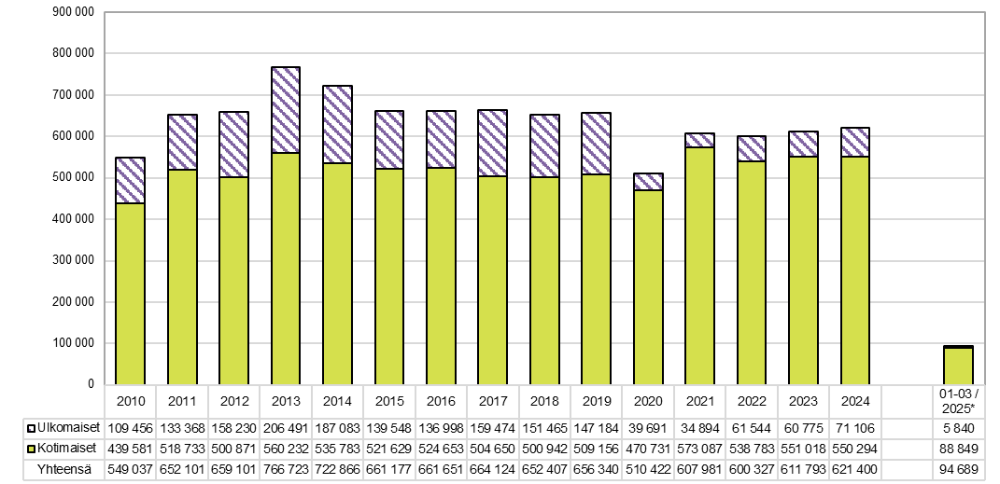 900 000
800 000
700 000
600 000
500 000
400 000
300 000
200 000
100 000
0
2010 2011 2012 2013 2014 2015 2016 2017 2018 2019 2020 2021 2022 2023 2024 01-03 /
2025*
Ulkomaiset 109 456 133 368 158 230 206 491 187 083 139 548 136 998 159 474 151 465 147 184 39 691 34 894 61 544 60 775 71 106 5 840
Kotimaiset 439 581 518 733 500 871 560 232 535 783 521 629 524 653 504 650 500 942 509 156 470 731 573 087 538 783 551 018 550 294 88 849
Yhteensä 549 037 652 101 659 101 766 723 722 866 661 177 661 651 664 124 652 407 656 340 510 422 607 981 600 327 611 793 621 400 94 689